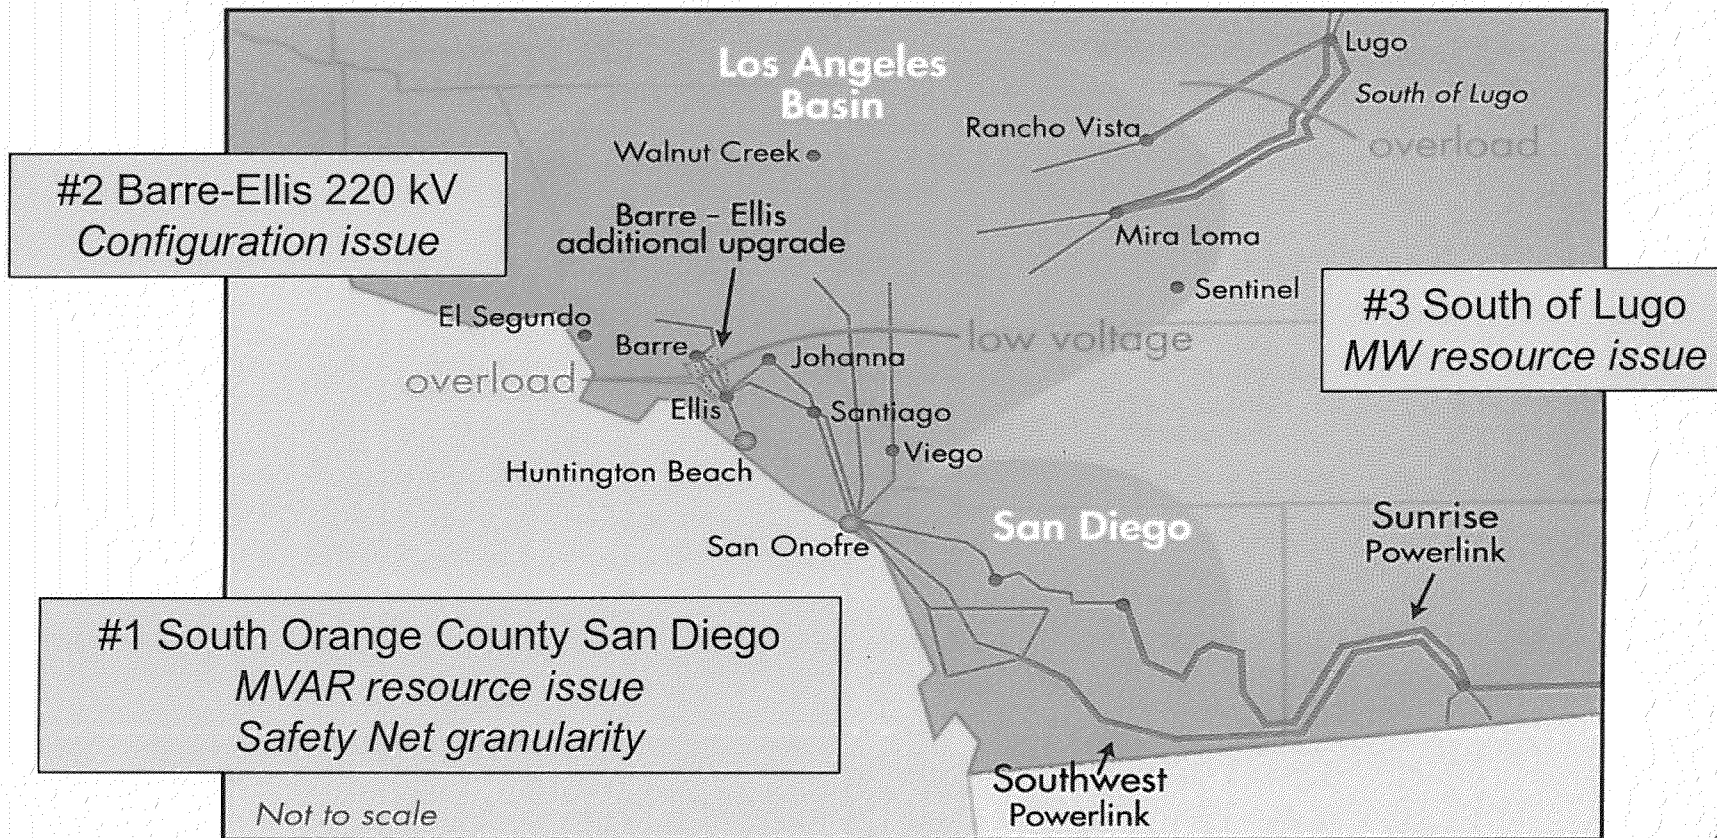 Los Angeles
Basin
Lugo
South of Lugo
overload
Rancho Vista
Walnut Creek
#2 Barre-Ellis 220 kV
Configuration issue
Barre – Ellis
additional upgrade
Mira Loma
Sentinel
#3 South of Lugo
MW resource issue
El Segundo
Barre
Johanna
low voltage
overload
Ellis
Santiago
Viego
Huntington Beach
San Onofre
San Diego
Sunrise
Powerlink
#1 South Orange County San Diego
MVAR resource issue
Safety Net granularity
Southwest
Powerlink
Not to scale